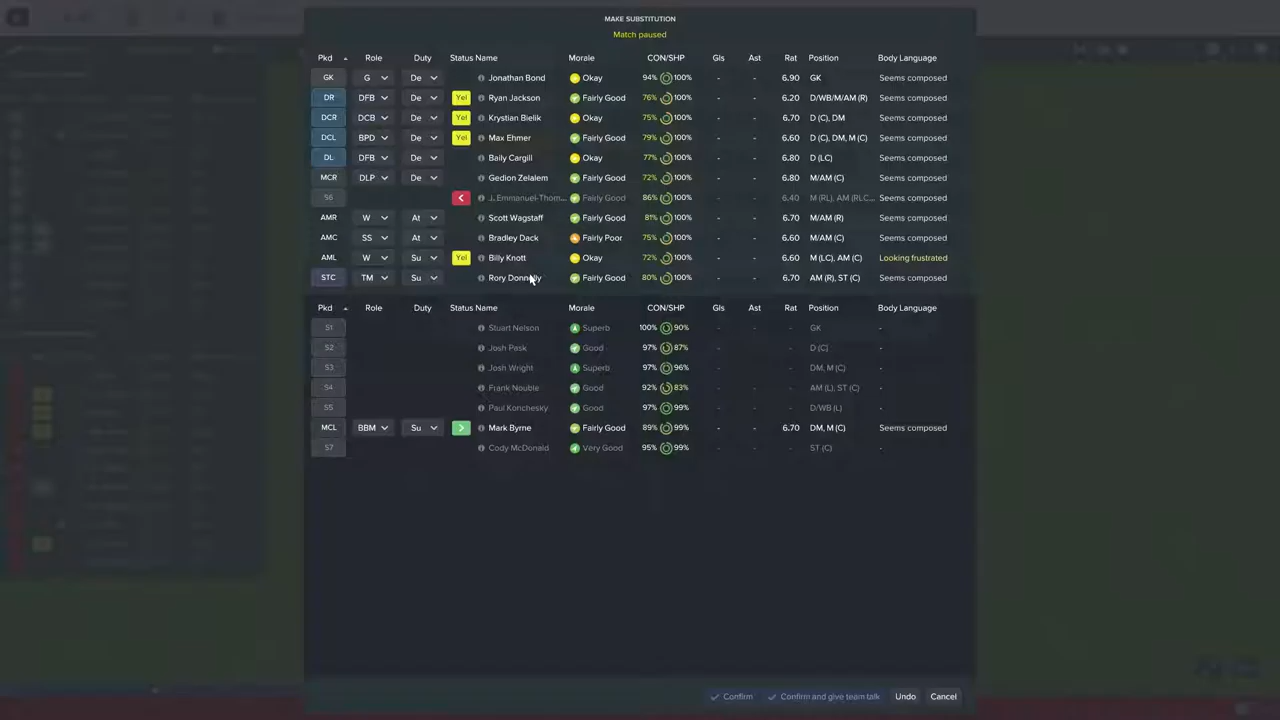 MAKE SUBSTITUTION
Match paused
Pkd Role Duty Status Name Morale CON/SHP Gls Ast Rat Position Body Language
GK G De Jonathan Bond Okay 94% 100% - - 6.90 GK Seems composed
DR DFB De Yel Ryan Jackson Fairly Good 76% 100% - - 6.20 D/WB/M/AM (R) Seems composed
DCR DCB De Yel Krystian Bielik Okay 75% 100% - - 6.70 D (C), DM Seems composed
DCL BPD De Yel Max Ehmer Fairly Good 79% 100% - - 6.60 D (C), DM, M (C) Seems composed
DL DFB De Baily Cargill Okay 77% 100% - - 6.80 D (LC) Seems composed
MCR DLP De Gedion Zelalem Fairly Good 72% 100% - - 6.80 M/AM (C) Seems composed
S6 J. Emmanuel-Thom... Fairly Good 86% 100% - - 6.40 M (RL), AM (RLC... Seems composed
AMR W At Scott Wagstaff Fairly Good 81% 100% - - 6.70 M/AM (R) Seems composed
AMC SS At Bradley Dack Fairly Poor 75% 100% - - 6.60 M/AM (C) Seems composed
AML W Su Yel Billy Knott Okay 72% 100% - - 6.60 M (LC), AM (C) Looking frustrated
STC TM Su Rory Donnelly Fairly Good 80% 100% - - 6.70 AM (R), ST (C) Seems composed
Pkd Role Duty Status Name Morale CON/SHP Gls Ast Rat Position Body Language
S1 Stuart Nelson Superb 100% 90% - - - GK -
S2 Josh Pask Good 97% 87% - - - D (C) -
S3 Josh Wright Superb 97% 96% - - - DM, M (C) -
S4 Frank Nouble Good 92% 83% - - - AM (L), ST (C) -
S5 Paul Konchesky Good 97% 99% - - - D/WB (L) -
MCL BBM Su Mark Byrne Fairly Good 89% 99% - - 6.70 DM, M (C) Seems composed
S7 Cody McDonald Very Good 95% 99% - - - ST (C) -
Confirm Confirm and give team talk Undo Cancel